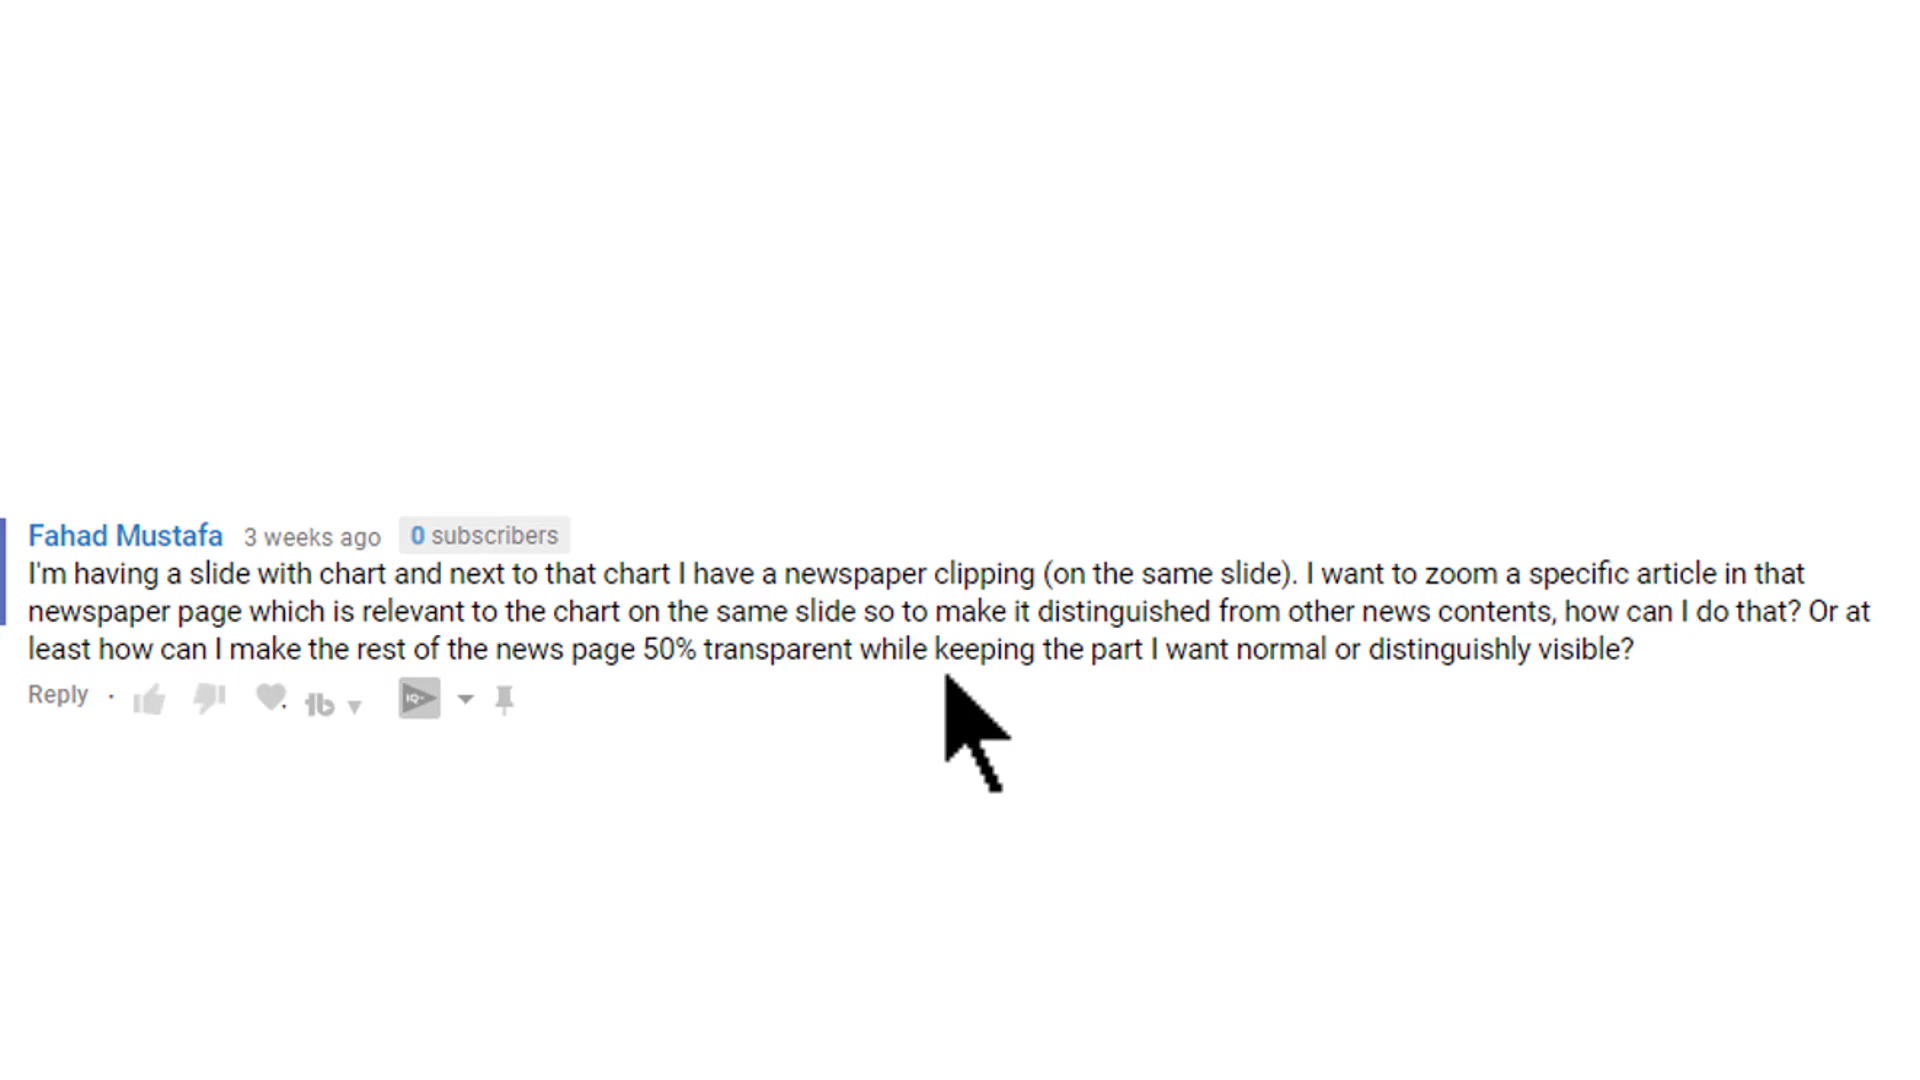 Fahad Mustafa 3 weeks ago 0 subscribers
I'm having a slide with chart and next to that chart I have a newspaper clipping (on the same slide). I want to zoom a specific article in that
newspaper page which is relevant to the chart on the same slide so to make it distinguished from other news contents, how can I do that? Or at
least how can I make the rest of the news page 50% transparent while keeping the part I want normal or distinguishly visible?
Reply · tb IQ